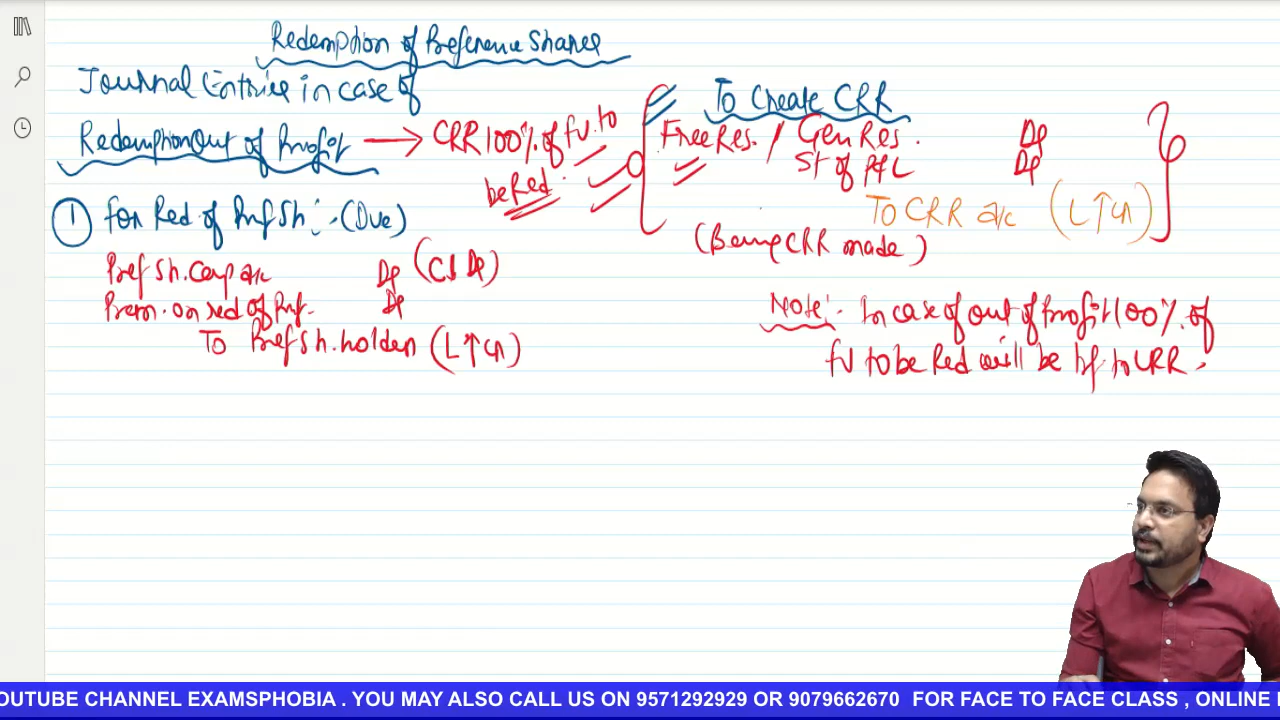 Redemption of Preference Shares
Journal Entries in case of
Redemption Out of Profit → CRR 100% of FV. to
be Red.
① for Red of Pref Sh :- (Due)
Pref Sh. Cap a/c Dr (C↓ Dr)
Prem. on red of Pref. Dr
To Pref Sh. holders (L↑ Cr)
To Create CRR
Free Res. / Gen Res. Dr
St of P&L Dr
To CRR a/c (L↑ Cr)
(Being CRR made)
Note:- In case of out of Profit 100% of
FV to be Red will be tf. to CRR.
OUTUBE CHANNEL EXAMSPHOBIA . YOU MAY ALSO CALL US ON 9571292929 OR 9079662670 FOR FACE TO FACE CLASS , ONLINE